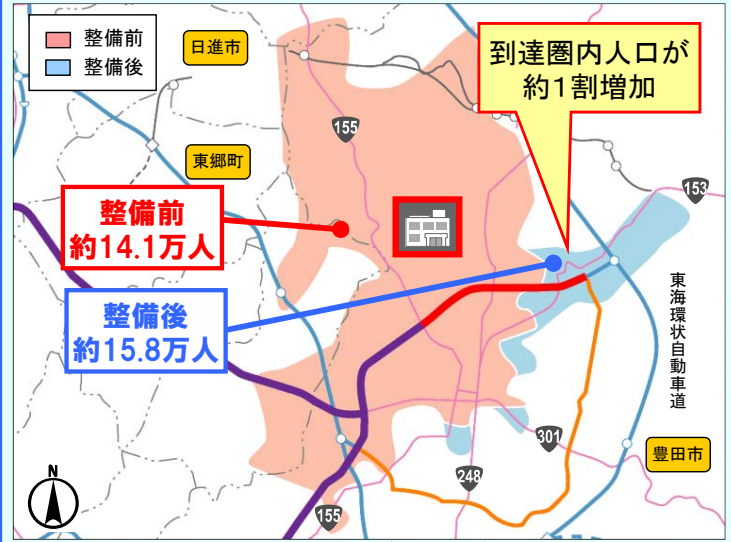 整備前
整備後
日進市
到達圏内人口が
約1割増加
155
東郷町
153
整備前
約14.1万人
整備後
約15.8万人
東海環状自動車道
301
豊田市
248
N
155